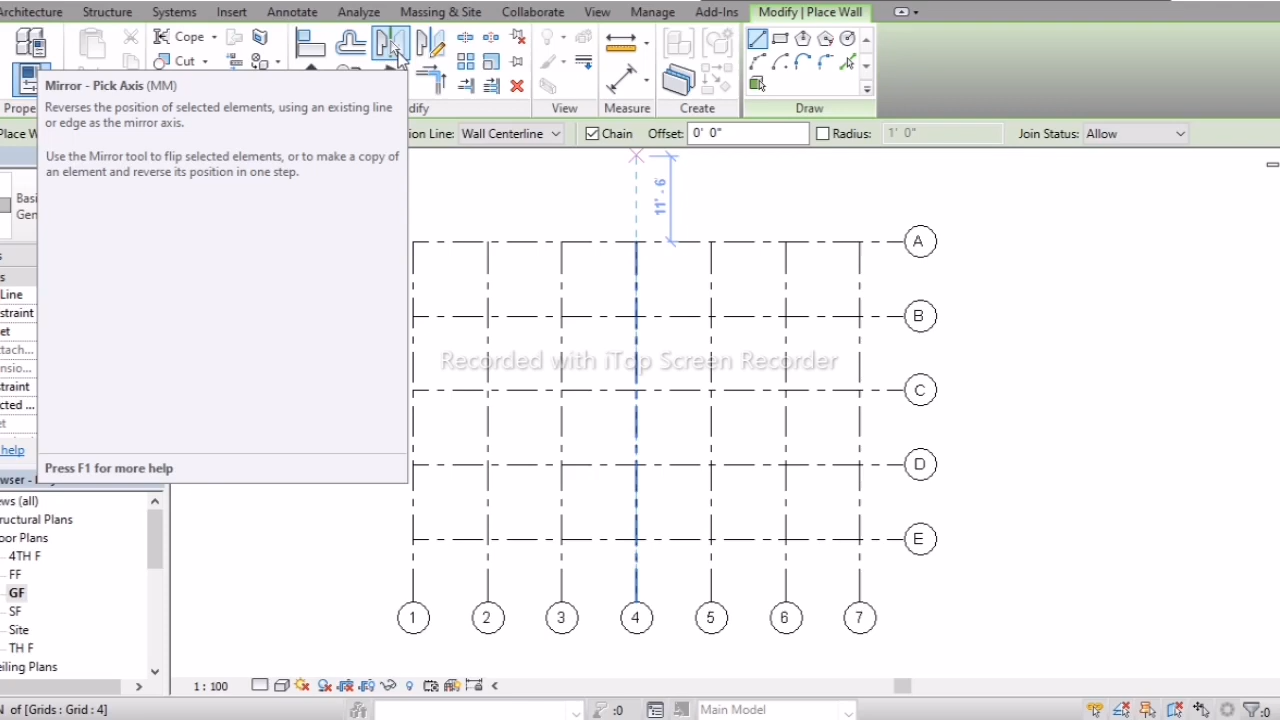 Architecture Structure Systems Insert Annotate Analyze Massing & Site Collaborate View Manage Add-Ins Modify | Place Wall
Cope
Cut
Mirror - Pick Axis (MM)
Reverses the position of selected elements, using an existing line
or edge as the mirror axis.
Use the Mirror tool to flip selected elements, or to make a copy of
an element and reverse its position in one step.
Press F1 for more help
Proper
dify
View
Measure
Create
Draw
Place W
ion Line: Wall Centerline
Chain
Offset: 0' 0"
Radius: 1' 0"
Join Status: Allow
Basi
Gen
s
s
Line
straint
et
ttach...
nsio...
straint
cted ...
et
help
wser -
ews (all)
ructural Plans
oor Plans
4TH F
FF
GF
SF
Site
TH F
eiling Plans
11' - 6
A
B
C
D
E
Recorded with iTop Screen Recorder
1 2 3 4 5 6 7
1 : 100
N of [Grids : Grid : 4]
:0
Main Model
:0